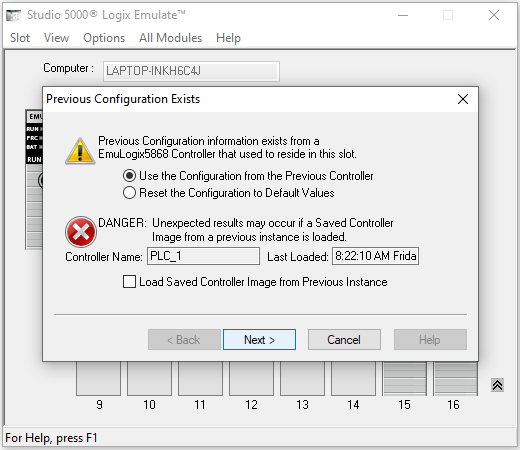 Studio 5000® Logix Emulate™
Slot View Options All Modules Help
Computer : LAPTOP-INKH6C4J
Previous Configuration Exists
EM
RUN
FRC
BAT
RUN
Previous Configuration information exists from a
EmuLogix5868 Controller that used to reside in this slot.
Use the Configuration from the Previous Controller
Reset the Configuration to Default Values
DANGER: Unexpected results may occur if a Saved Controller
Image from a previous instance is loaded.
Controller Name: PLC_1 Last Loaded: 8:22:10 AM Frida
Load Saved Controller Image from Previous Instance
< Back Next > Cancel Help
9 10 11 12 13 14 15 16
For Help, press F1